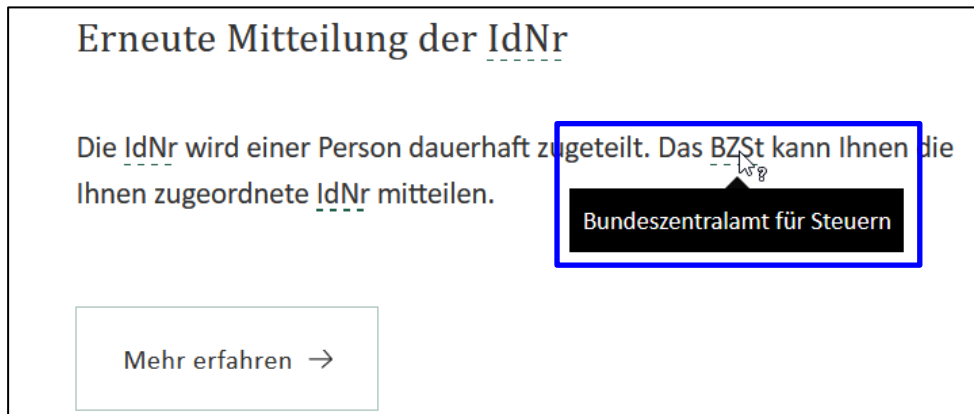 Erneute Mitteilung der IdNr
Die IdNr wird einer Person dauerhaft zugeteilt. Das BZSt kann Ihnen die
Ihnen zugeordnete IdNr mitteilen.
Bundeszentralamt für Steuern
Mehr erfahren →